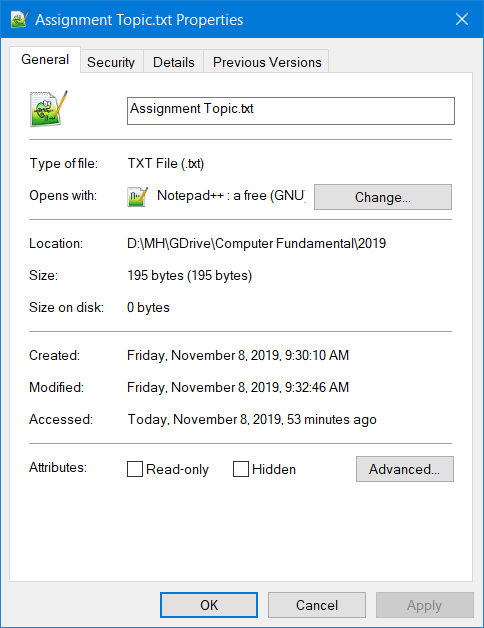 Assignment Topic.txt Properties
General Security Details Previous Versions
Assignment Topic.txt
Type of file: TXT File (.txt)
Opens with: Notepad++ : a free (GNU) Change...
Location: D:\MH\GDrive\Computer Fundamental\2019
Size: 195 bytes (195 bytes)
Size on disk: 0 bytes
Created: Friday, November 8, 2019, 9:30:10 AM
Modified: Friday, November 8, 2019, 9:32:46 AM
Accessed: Today, November 8, 2019, 53 minutes ago
Attributes: Read-only Hidden Advanced...
OK Cancel Apply